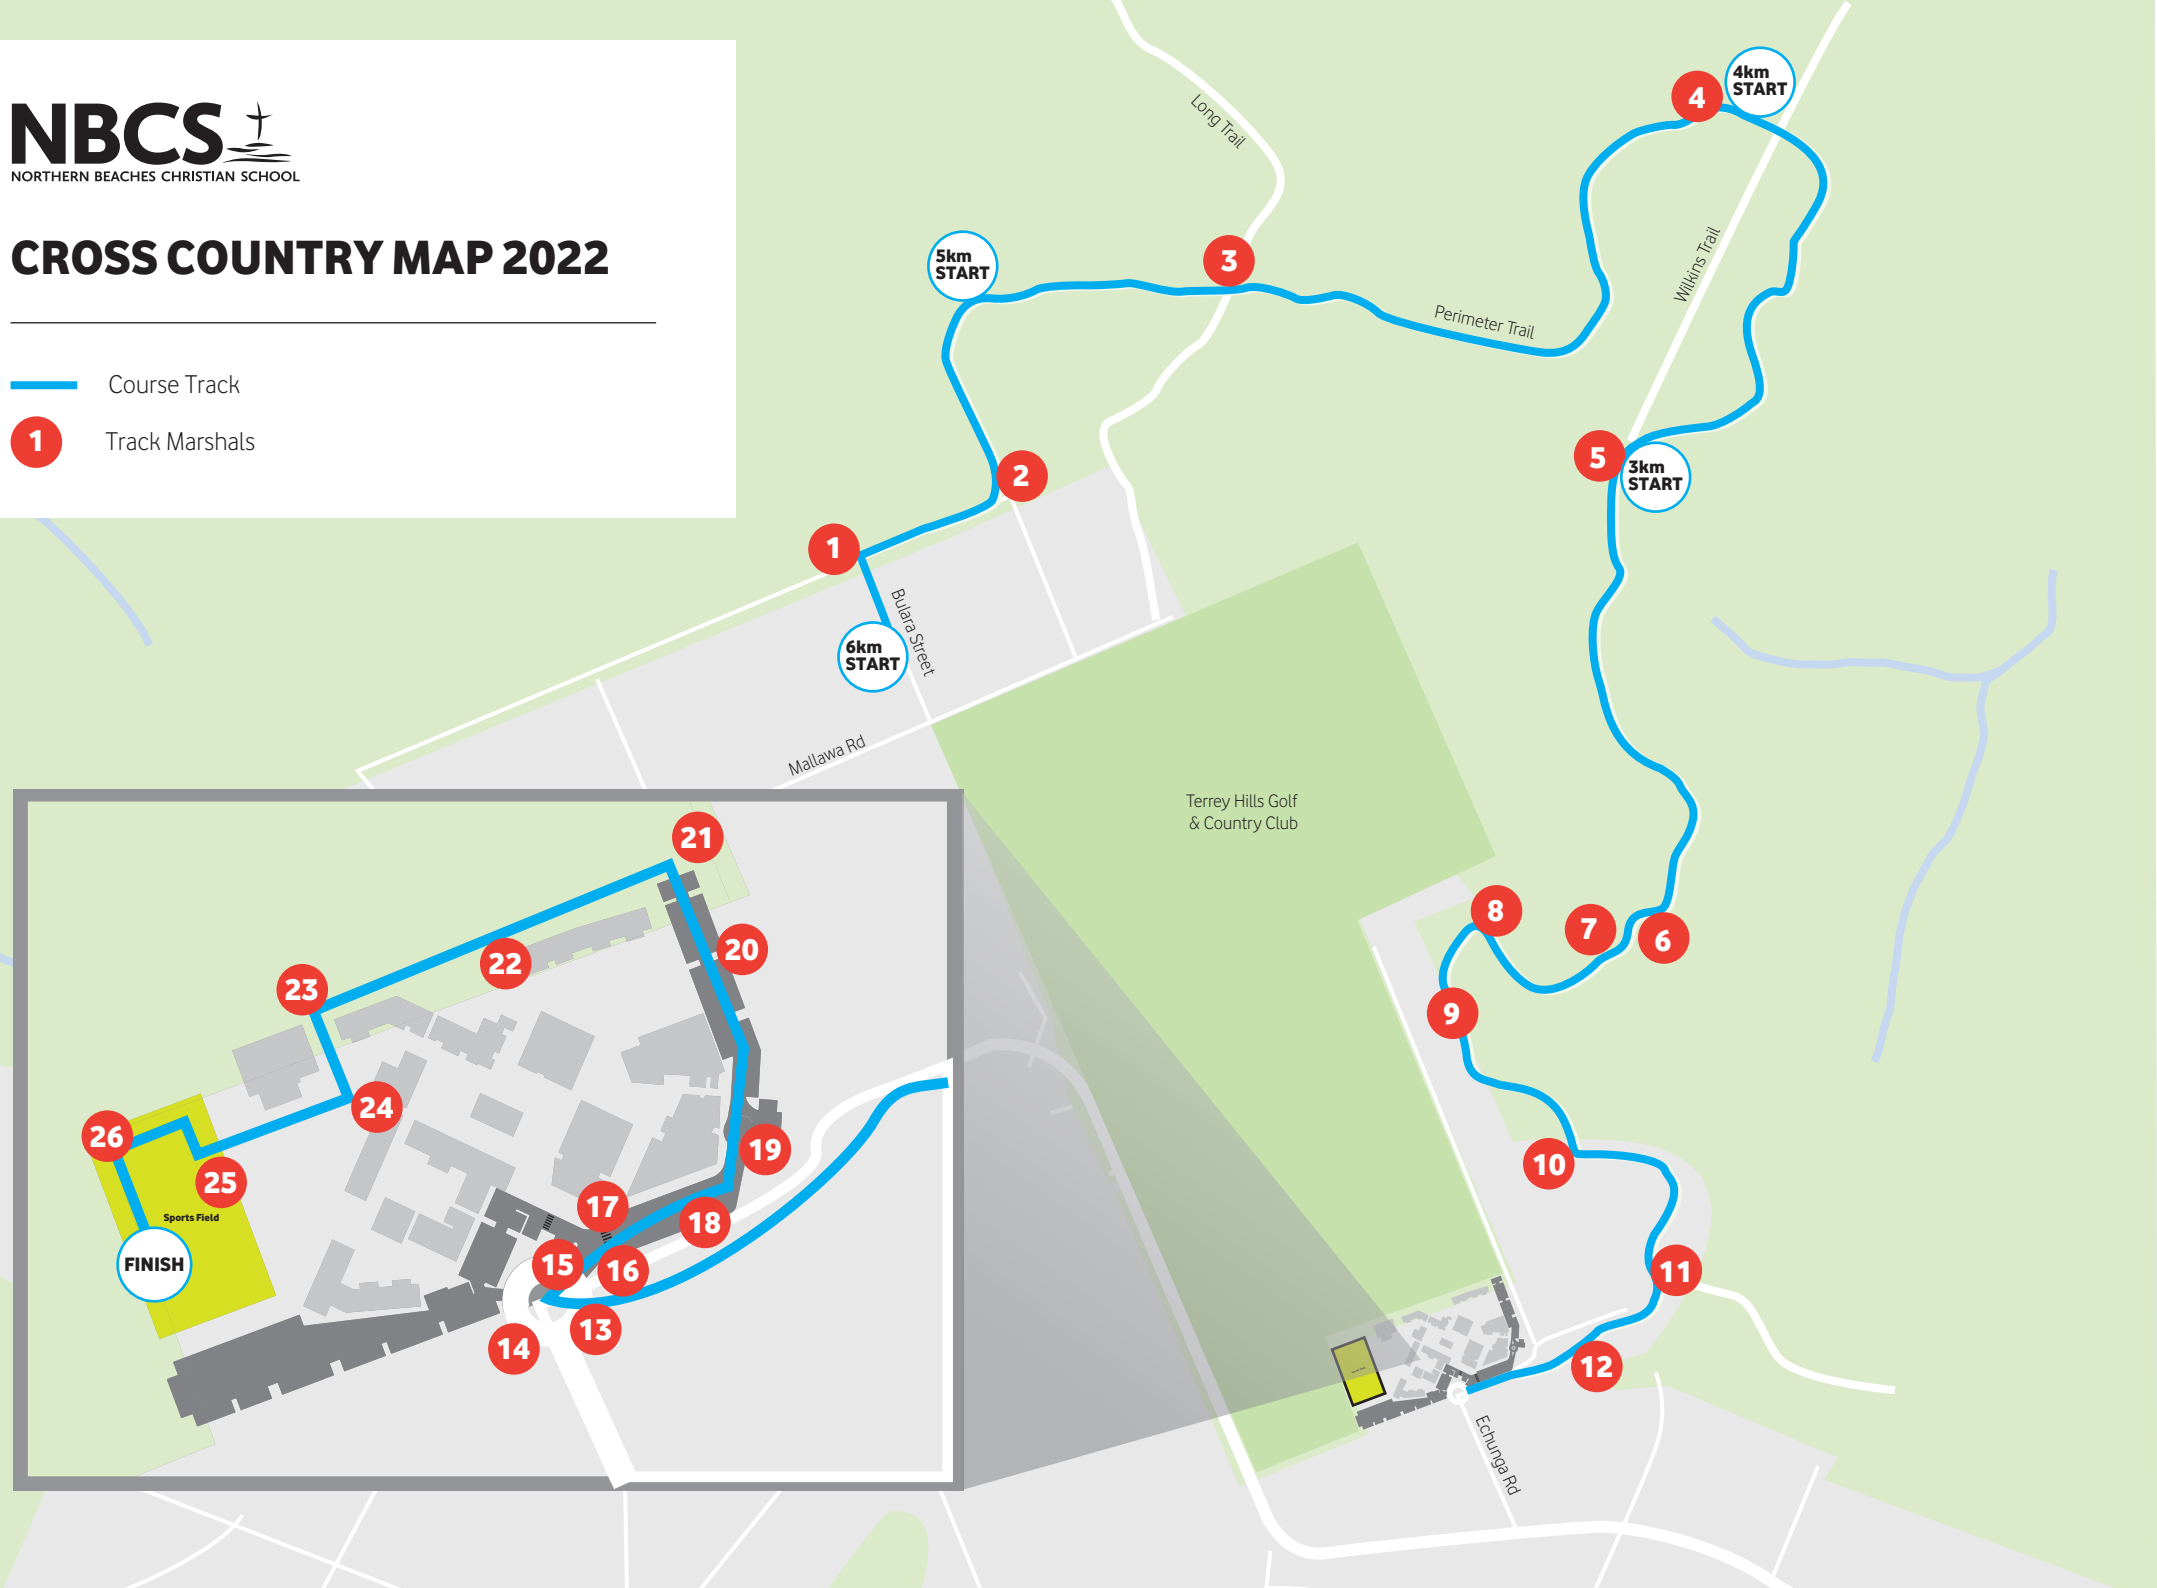 NBCS
NORTHERN BEACHES CHRISTIAN SCHOOL
CROSS COUNTRY MAP 2022
Course Track
1
Track Marshals
Long Trail
4
4km
START
3
5km
START
Wilkins Trail
Perimeter Trail
2
5
3km
START
1
Bulara Street
6km
START
Mallawa Rd
Terrey Hills Golf
& Country Club
8
7
6
9
10
11
12
Echunga Rd
21
20
22
23
24
26
25
19
Sports Field
17
18
15
16
FINISH
13
14